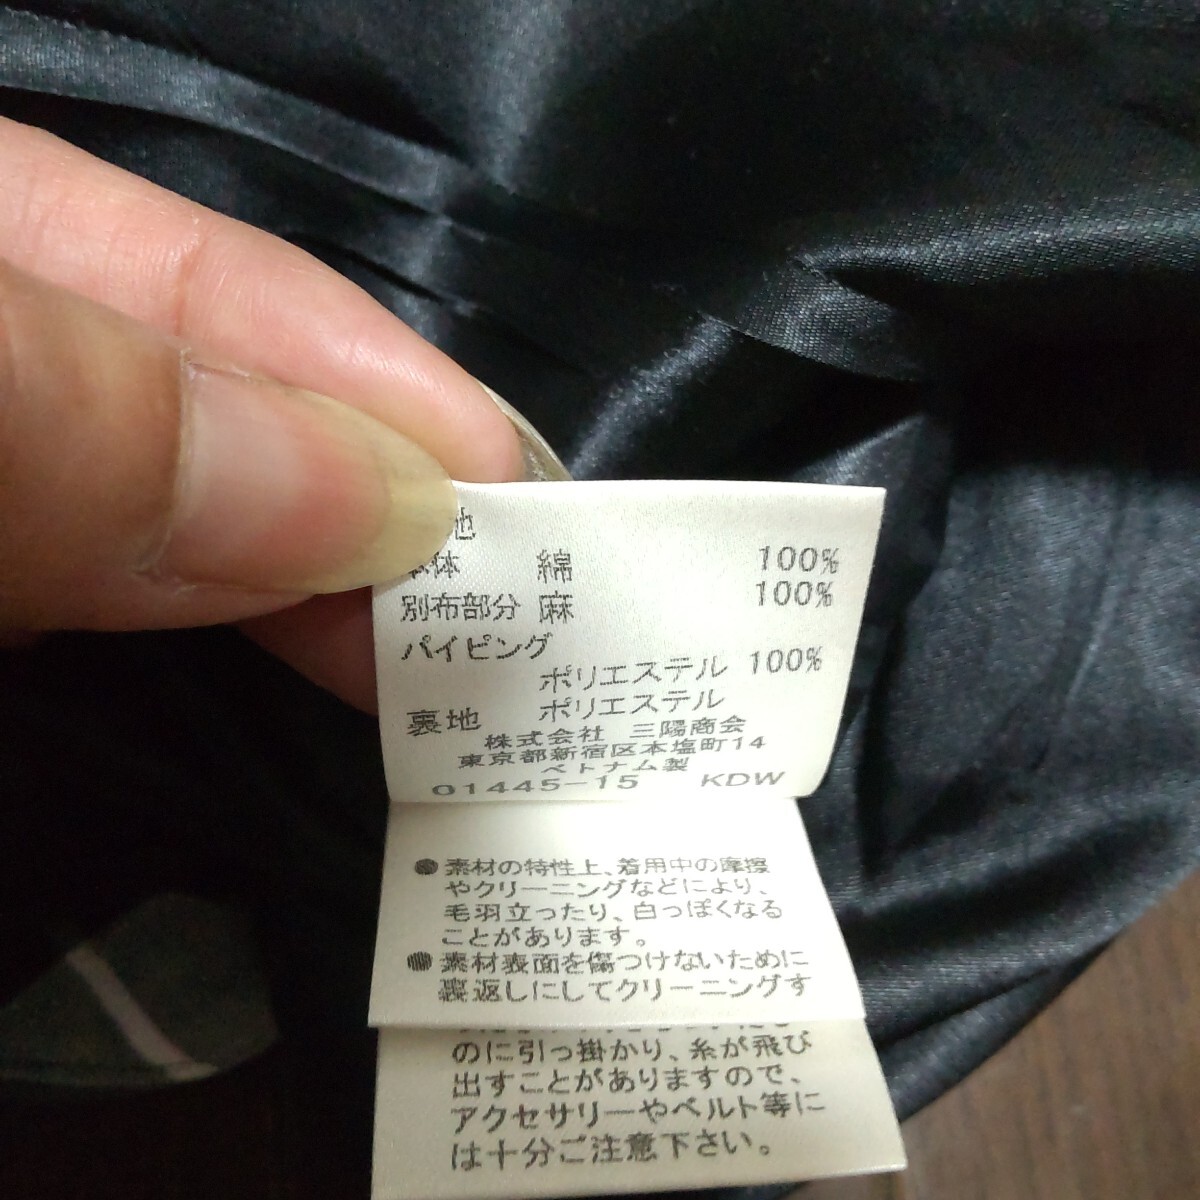 地
本体 綿 100%
別布部分 麻 100%
パイピング
ポリエステル 100%
裏地 ポリエステル
株式会社 三陽商会
東京都新宿区本塩町14
ベトナム製
01445-15 KDW
●素材の特性上、着用中の摩擦
やクリーニングなどにより、
毛羽立ったり、白っぽくなる
ことがあります。
●素材表面を傷つけないために
裏返しにしてクリーニングす
のに引っ掛かり、糸が飛び
出すことがありますので、
アクセサリーやベルト等に
は十分ご注意下さい。